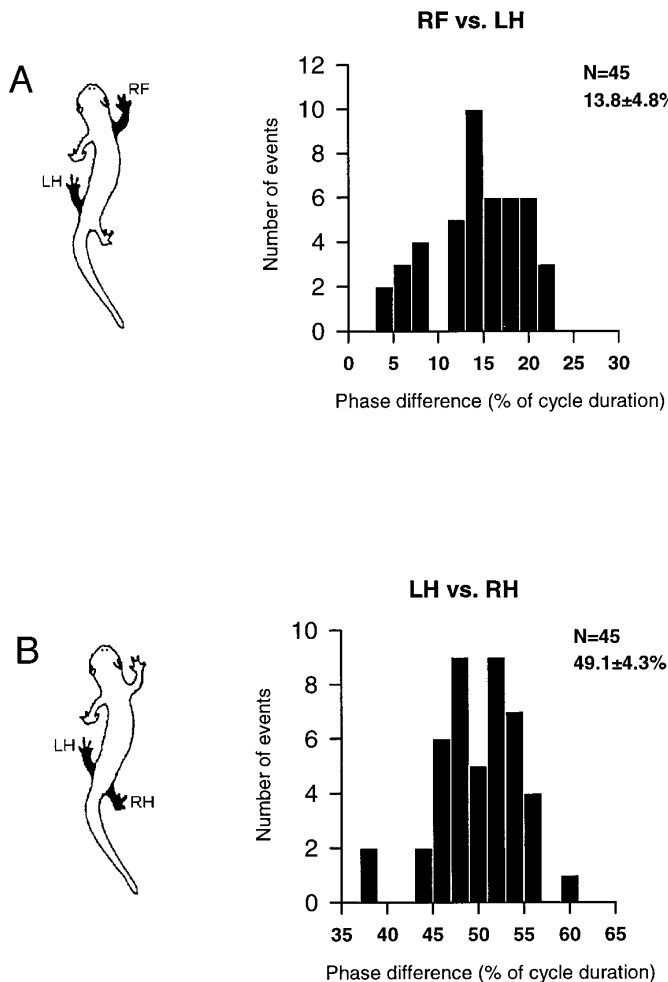 RF vs. LH
A
RF
LH
N=45
13.8±4.8%
Number of events
12
10
8
6
4
2
0
0 5 10 15 20 25 30
Phase difference (% of cycle duration)
LH vs. RH
B
LH
RH
N=45
49.1±4.3%
Number of events
10
8
6
4
2
0
35 40 45 50 55 60 65
Phase difference (% of cycle duration)